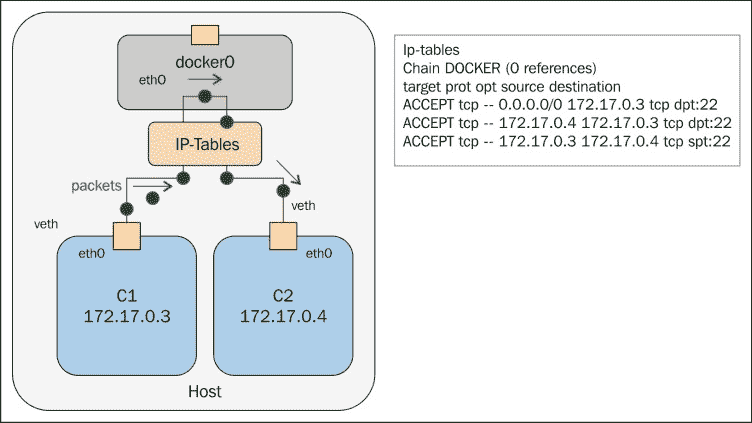 docker0
eth0
IP-Tables
packets
veth
veth
eth0
eth0
C1
172.17.0.3
C2
172.17.0.4
Host
Ip-tables
Chain DOCKER (0 references)
target prot opt source destination
ACCEPT tcp -- 0.0.0.0/0 172.17.0.3 tcp dpt:22
ACCEPT tcp -- 172.17.0.4 172.17.0.3 tcp dpt:22
ACCEPT tcp -- 172.17.0.3 172.17.0.4 tcp spt:22